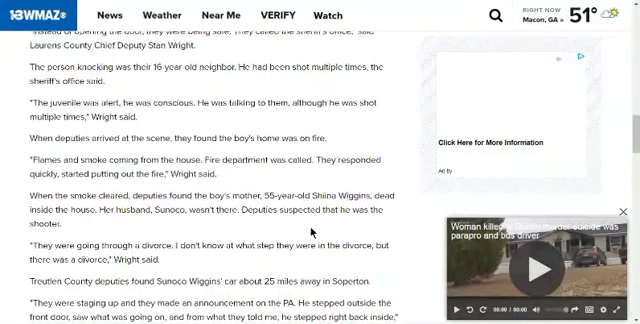 13WMAZ
News
Weather
Near Me
VERIFY
Watch
RIGHT NOW
Macon, GA »
51°
"Instead of opening the door, they were being safe. They called the sheriff's office," said
Laurens County Chief Deputy Stan Wright.
The person knocking was their 16 year-old neighbor. He had been shot multiple times, the
sheriff's office said.
"The juvenile was alert, he was conscious. He was talking to them, although he was shot
multiple times," Wright said.
When deputies arrived at the scene, they found the boy's home was on fire.
"Flames and smoke coming from the house. Fire department was called. They responded
quickly, started putting out the fire," Wright said.
When the smoke cleared, deputies found the boy's mother, 55-year-old Shiina Wiggins, dead
inside the house. Her husband, Sunoco, wasn't there. Deputies suspected that he was the
shooter.
"They were going through a divorce. I don't know at what step they were in the divorce, but
there was a divorce," Wright said.
Treutlen County deputies found Sunoco Wiggins' car about 25 miles away in Soperton.
"They were staging up and they made an announcement on the PA. He stepped outside the
front door, saw what was going on, and from what they told me, he stepped right back inside,"
Click Here for More Information
Ad by
Woman killed in murder-suicide was
parapro and bus driver
00:00 / 00:00